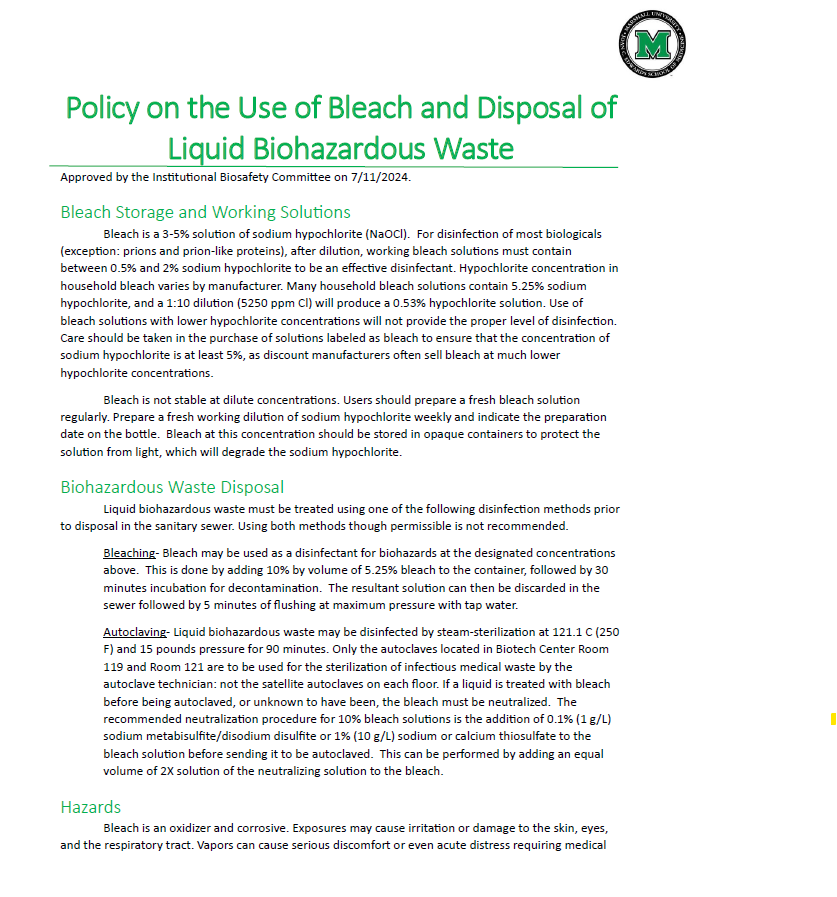 MARSHALL UNIVERSITY
JOAN C. EDWARDS SCHOOL OF MEDICINE
M
Policy on the Use of Bleach and Disposal of
Liquid Biohazardous Waste
Approved by the Institutional Biosafety Committee on 7/11/2024.
Bleach Storage and Working Solutions
Bleach is a 3-5% solution of sodium hypochlorite (NaOCl).  For disinfection of most biologicals
(exception: prions and prion-like proteins), after dilution, working bleach solutions must contain
between 0.5% and 2% sodium hypochlorite to be an effective disinfectant. Hypochlorite concentration in
household bleach varies by manufacturer. Many household bleach solutions contain 5.25% sodium
hypochlorite, and a 1:10 dilution (5250 ppm Cl) will produce a 0.53% hypochlorite solution. Use of
bleach solutions with lower hypochlorite concentrations will not provide the proper level of disinfection.
Care should be taken in the purchase of solutions labeled as bleach to ensure that the concentration of
sodium hypochlorite is at least 5%, as discount manufacturers often sell bleach at much lower
hypochlorite concentrations.
Bleach is not stable at dilute concentrations. Users should prepare a fresh bleach solution
regularly. Prepare a fresh working dilution of sodium hypochlorite weekly and indicate the preparation
date on the bottle.  Bleach at this concentration should be stored in opaque containers to protect the
solution from light, which will degrade the sodium hypochlorite.
Biohazardous Waste Disposal
Liquid biohazardous waste must be treated using one of the following disinfection methods prior
to disposal in the sanitary sewer. Using both methods though permissible is not recommended.
Bleaching- Bleach may be used as a disinfectant for biohazards at the designated concentrations
above.  This is done by adding 10% by volume of 5.25% bleach to the container, followed by 30
minutes incubation for decontamination.  The resultant solution can then be discarded in the
sewer followed by 5 minutes of flushing at maximum pressure with tap water.
Autoclaving- Liquid biohazardous waste may be disinfected by steam-sterilization at 121.1 C (250
F) and 15 pounds pressure for 90 minutes. Only the autoclaves located in Biotech Center Room
119 and Room 121 are to be used for the sterilization of infectious medical waste by the
autoclave technician: not the satellite autoclaves on each floor. If a liquid is treated with bleach
before being autoclaved, or unknown to have been, the bleach must be neutralized.  The
recommended neutralization procedure for 10% bleach solutions is the addition of 0.1% (1 g/L)
sodium metabisulfite/disodium disulfite or 1% (10 g/L) sodium or calcium thiosulfate to the
bleach solution before sending it to be autoclaved.  This can be performed by adding an equal
volume of 2X solution of the neutralizing solution to the bleach.
Hazards
Bleach is an oxidizer and corrosive. Exposures may cause irritation or damage to the skin, eyes,
and the respiratory tract. Vapors can cause serious discomfort or even acute distress requiring medical